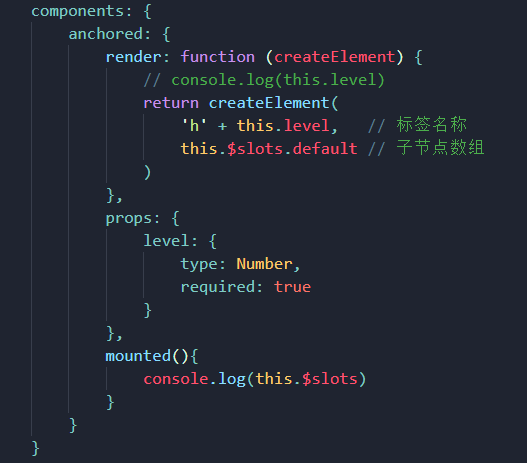 components: {
anchored: {
render: function (createElement) {
// console.log(this.level)
return createElement(
'h' + this.level,   // 标签名称
this.$slots.default // 子节点数组
)
},
props: {
level: {
type: Number,
required: true
}
},
mounted(){
console.log(this.$slots)
}
}
}